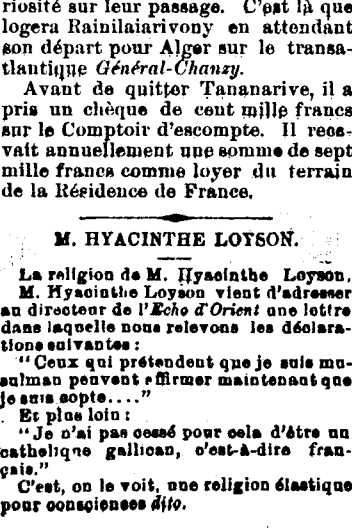 riosité sur leur passage. C'est là que
logera Rainilaiarivony en attendant
son départ pour Alger sur le transa-
tlantique Général-Chanzy.
Avant de quitter Tananarive, il a
pris un chèque de cent mille francs
sur le Comptoir d'escompte. Il rece-
vait annuellement une somme de sept
mille francs comme loyer du terrain
de la Résidence de France.
M. HYACINTHE LOYSON.
La religion de M. Hyacinthe Loyson.
M. Hyacinthe Loyson vient d'adresser
au directeur de l'Echo d'Orient une lettre
dans laquelle nous relevons les déclara-
tions suivantes :
"Ceux qui prétendent que je suis mu-
sulman peuvent affirmer maintenant que
je suis copte...."
Et plus loin :
"Je n'ai pas cessé pour cela d'être un
catholique gallican, c'est-à-dire fran-
çais."
C'est, on le voit, une religion élastique
pour consciences dito.